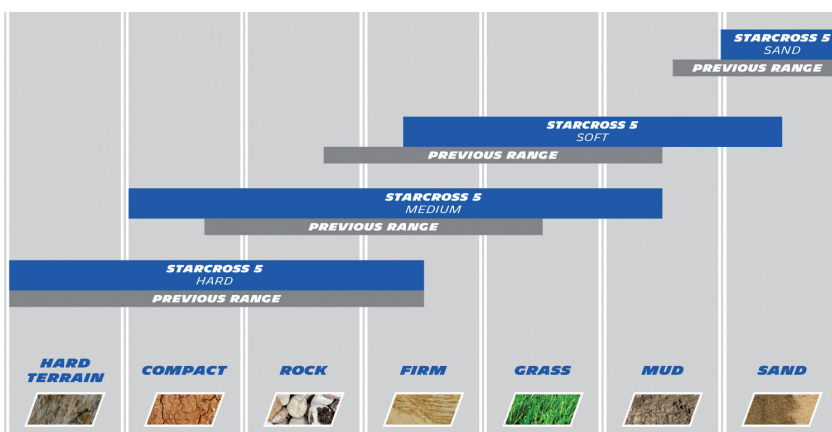 STARCROSS 5
SAND
PREVIOUS RANGE
STARCROSS 5
SOFT
PREVIOUS RANGE
STARCROSS 5
MEDIUM
PREVIOUS RANGE
STARCROSS 5
HARD
PREVIOUS RANGE
HARD
TERRAIN
COMPACT
ROCK
FIRM
GRASS
MUD
SAND